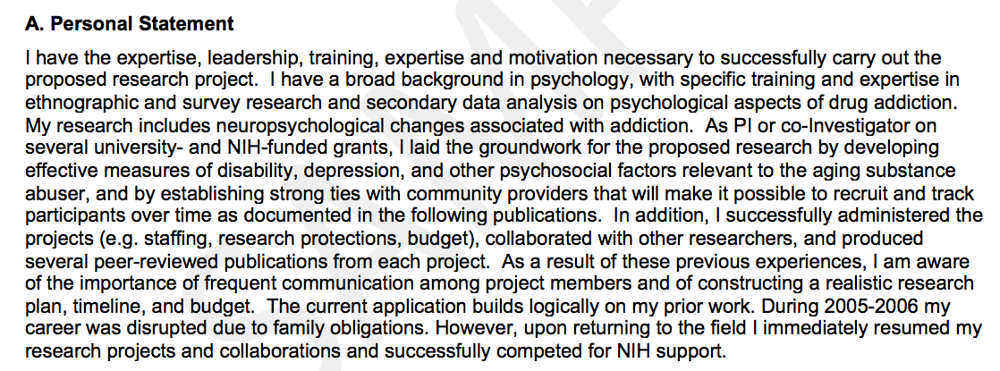 A. Personal Statement
I have the expertise, leadership, training, expertise and motivation necessary to successfully carry out the
proposed research project.  I have a broad background in psychology, with specific training and expertise in
ethnographic and survey research and secondary data analysis on psychological aspects of drug addiction.
My research includes neuropsychological changes associated with addiction.  As PI or co-Investigator on
several university- and NIH-funded grants, I laid the groundwork for the proposed research by developing
effective measures of disability, depression, and other psychosocial factors relevant to the aging substance
abuser, and by establishing strong ties with community providers that will make it possible to recruit and track
participants over time as documented in the following publications.  In addition, I successfully administered the
projects (e.g. staffing, research protections, budget), collaborated with other researchers, and produced
several peer-reviewed publications from each project.  As a result of these previous experiences, I am aware
of the importance of frequent communication among project members and of constructing a realistic research
plan, timeline, and budget.  The current application builds logically on my prior work. During 2005-2006 my
career was disrupted due to family obligations. However, upon returning to the field I immediately resumed my
research projects and collaborations and successfully competed for NIH support.